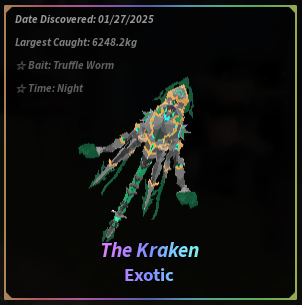 Date Discovered: 01/27/2025
Largest Caught: 6248.2kg
☆ Bait: Truffle Worm
☆ Time: Night
The Kraken
Exotic